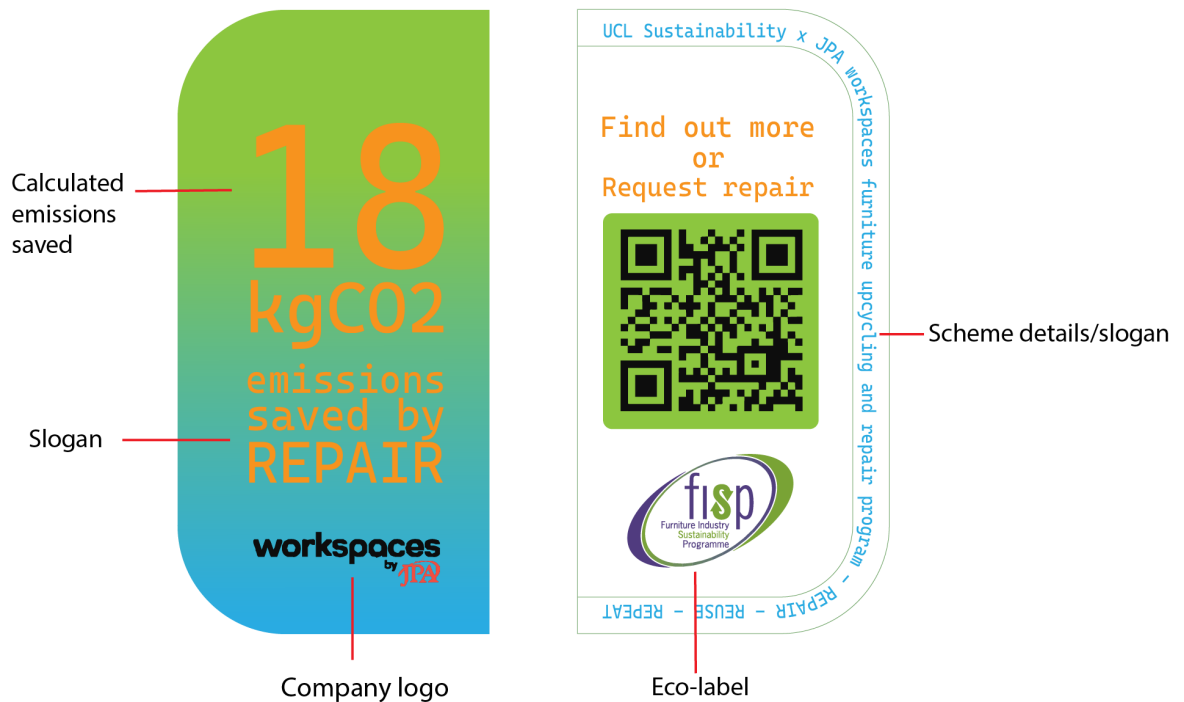 Calculated
emissions
saved
18
kgCO2
emissions
saved by
REPAIR
Slogan
workspaces
by JPA
Company logo
UCL Sustainability x JPA workspaces furniture upcycling and repair program - REPAIR - REUSE - REPEAT
Find out more
or
Request repair
fisp
Furniture Industry
Sustainability
Programme
Scheme details/slogan
Eco-label